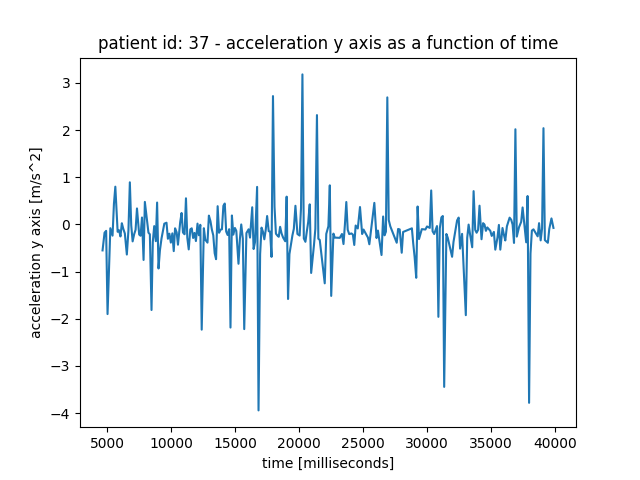 patient id: 37 - acceleration y axis as a function of time
acceleration y axis [m/s^2]
3
2
1
0
−1
−2
−3
−4
5000 10000 15000 20000 25000 30000 35000 40000
time [milliseconds]